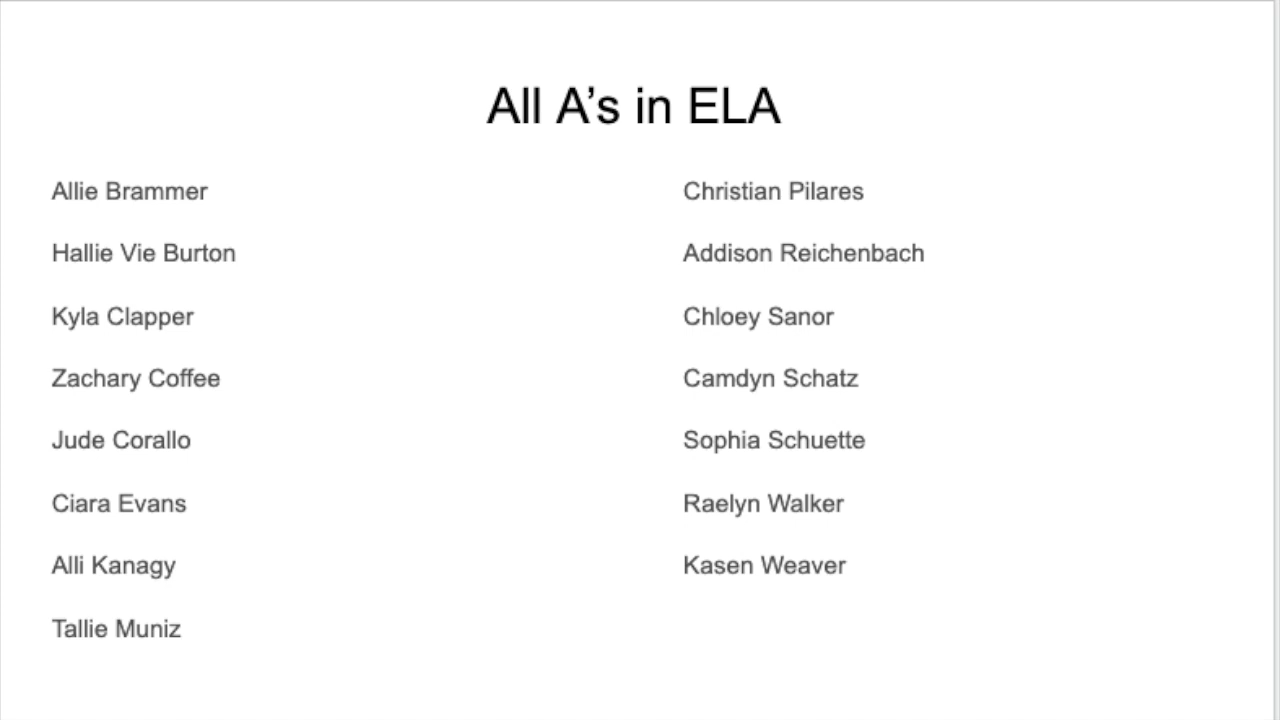 All A’s in ELA
Allie Brammer
Hallie Vie Burton
Kyla Clapper
Zachary Coffee
Jude Corallo
Ciara Evans
Alli Kanagy
Tallie Muniz
Christian Pilares
Addison Reichenbach
Chloey Sanor
Camdyn Schatz
Sophia Schuette
Raelyn Walker
Kasen Weaver